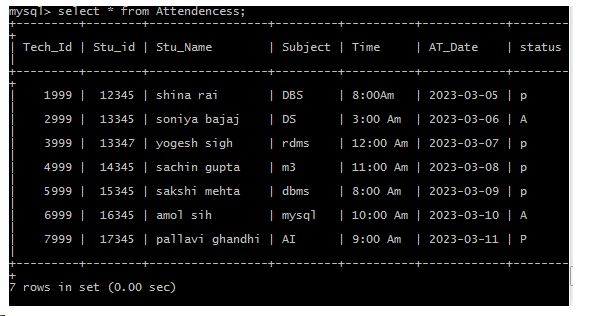 mysql> select * from Attendencess;
+---------+--------+-----------------+---------+----------+------------+--------
+
| Tech_Id | Stu_id | Stu_Name        | Subject | Time     | AT_Date    | status
|
+---------+--------+-----------------+---------+----------+------------+--------
+
|    1999 |  12345 | shina rai       | DBS     | 8:00Am   | 2023-03-05 | p
|    2999 |  13345 | soniya bajaj    | DS      | 3:00 Am  | 2023-03-06 | A
|    3999 |  13347 | yogesh sigh     | rdms     | 12:00 Am | 2023-03-07 | p
|    4999 |  14345 | sachin gupta    | m3      | 11:00 Am | 2023-03-08 | p
|    5999 |  15345 | sakshi mehta    | dbms    | 8:00 Am  | 2023-03-09 | p
|    6999 |  16345 | amol sih        | mysql   | 10:00 Am | 2023-03-10 | A
|    7999 |  17345 | pallavi ghandhi | AI      | 9:00 Am  | 2023-03-11 | P
|
+---------+--------+-----------------+---------+----------+------------+--------
+
7 rows in set (0.00 sec)